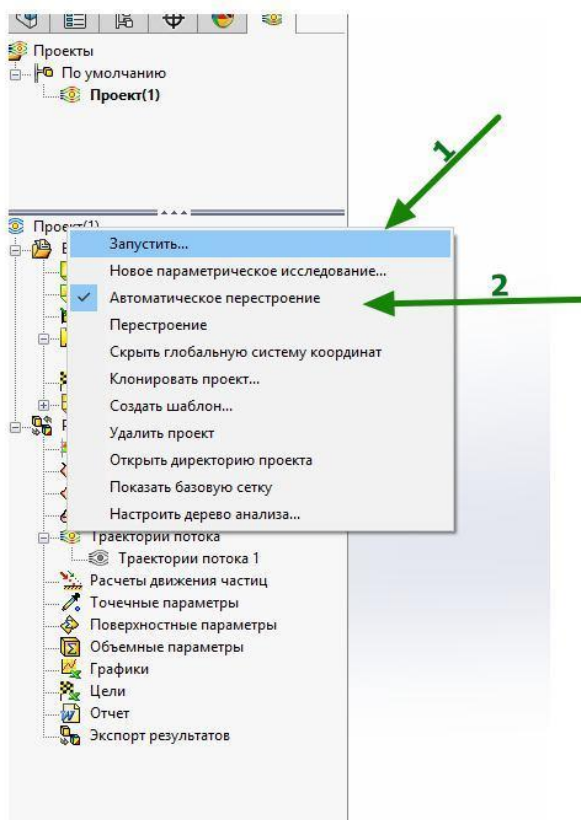 Проекты
По умолчанию
Проект(1)
1
Проект(1)
Запустить...
Новое параметрическое исследование...
Автоматическое перестроение
2
Перестроение
Скрыть глобальную систему координат
Клонировать проект...
Создать шаблон...
Удалить проект
Открыть директорию проекта
Показать базовую сетку
Настроить дерево анализа...
Траектории потока
Траектории потока 1
Расчеты движения частиц
Точечные параметры
Поверхностные параметры
Объемные параметры
Графики
Цели
Отчет
Экспорт результатов